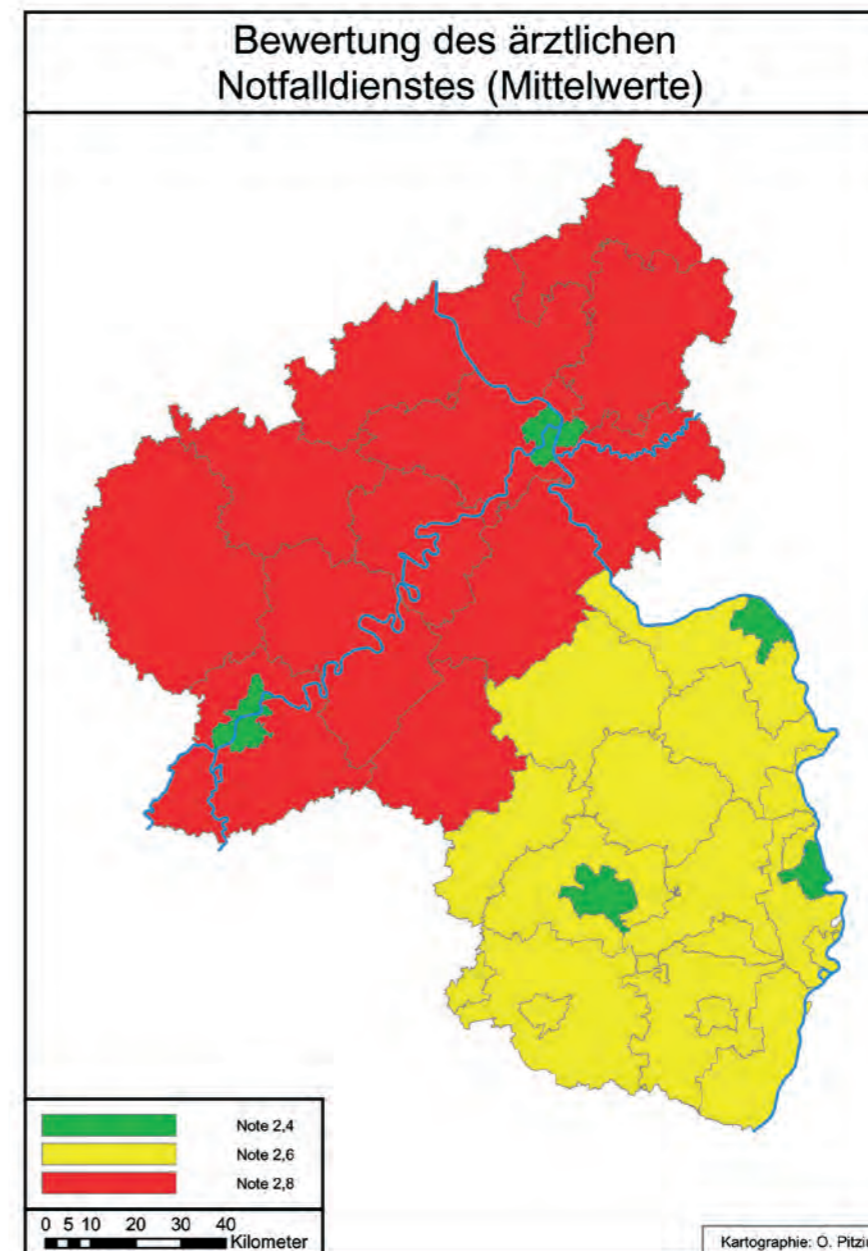 Bewertung des ärztlichen
Notfalldienstes (Mittelwerte)
Note 2,4
Note 2,6
Note 2,8
0 5 10 20 30 40
Kilometer
Kartographie: O.